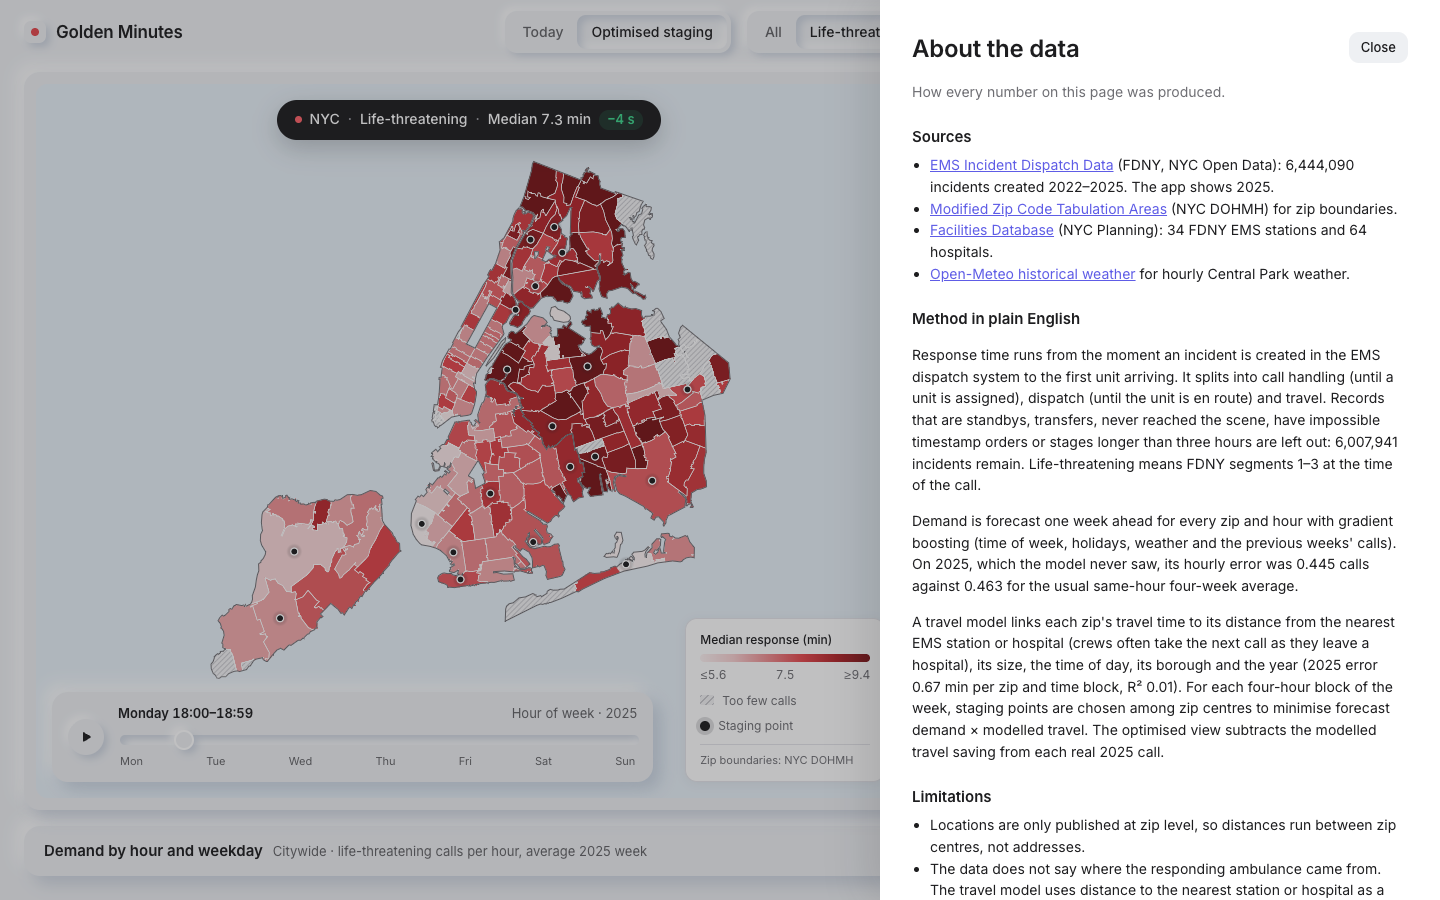 Golden Minutes
Today
Optimised staging
All
Life-threat
NYC · Life-threatening · Median 7.3 min −4 s
Median response (min)
≤5.6 7.5 ≥9.4
Too few calls
Staging point
Zip boundaries: NYC DOHMH
Monday 18:00–18:59
Hour of week · 2025
Mon Tue Wed Thu Fri Sat Sun
Demand by hour and weekday Citywide · life-threatening calls per hour, average 2025 week
About the data
Close
How every number on this page was produced.
Sources
• EMS Incident Dispatch Data (FDNY, NYC Open Data): 6,444,090
incidents created 2022–2025. The app shows 2025.
• Modified Zip Code Tabulation Areas (NYC DOHMH) for zip boundaries.
• Facilities Database (NYC Planning): 34 FDNY EMS stations and 64
hospitals.
• Open-Meteo historical weather for hourly Central Park weather.
Method in plain English
Response time runs from the moment an incident is created in the EMS
dispatch system to the first unit arriving. It splits into call handling (until a
unit is assigned), dispatch (until the unit is en route) and travel. Records
that are standbys, transfers, never reached the scene, have impossible
timestamp orders or stages longer than three hours are left out: 6,007,941
incidents remain. Life-threatening means FDNY segments 1–3 at the time
of the call.
Demand is forecast one week ahead for every zip and hour with gradient
boosting (time of week, holidays, weather and the previous weeks' calls).
On 2025, which the model never saw, its hourly error was 0.445 calls
against 0.463 for the usual same-hour four-week average.
A travel model links each zip's travel time to its distance from the nearest
EMS station or hospital (crews often take the next call as they leave a
hospital), its size, the time of day, its borough and the year (2025 error
0.67 min per zip and time block, R² 0.01). For each four-hour block of the
week, staging points are chosen among zip centres to minimise forecast
demand × modelled travel. The optimised view subtracts the modelled
travel saving from each real 2025 call.
Limitations
• Locations are only published at zip level, so distances run between zip
centres, not addresses.
• The data does not say where the responding ambulance came from.
The travel model uses distance to the nearest station or hospital as a